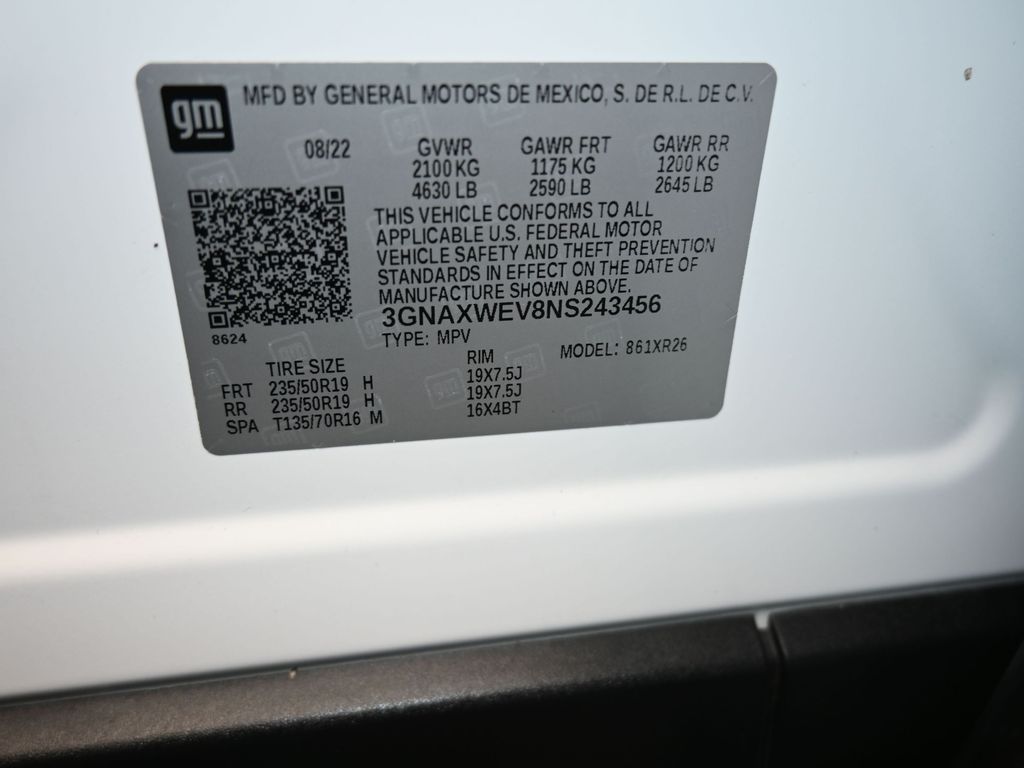 gm
MFD BY GENERAL MOTORS DE MEXICO, S. DE R.L. DE C.V.
08/22 GVWR GAWR FRT GAWR RR
2100 KG 1175 KG 1200 KG
4630 LB 2590 LB 2645 LB
THIS VEHICLE CONFORMS TO ALL
APPLICABLE U.S. FEDERAL MOTOR
VEHICLE SAFETY AND THEFT PREVENTION
STANDARDS IN EFFECT ON THE DATE OF
MANUFACTURE SHOWN ABOVE.
3GNAXWEV8NS243456
8624
TYPE: MPV
MODEL: 861XR26
TIRE SIZE RIM
FRT 235/50R19 H 19X7.5J
RR 235/50R19 H 19X7.5J
SPA T135/70R16 M 16X4BT